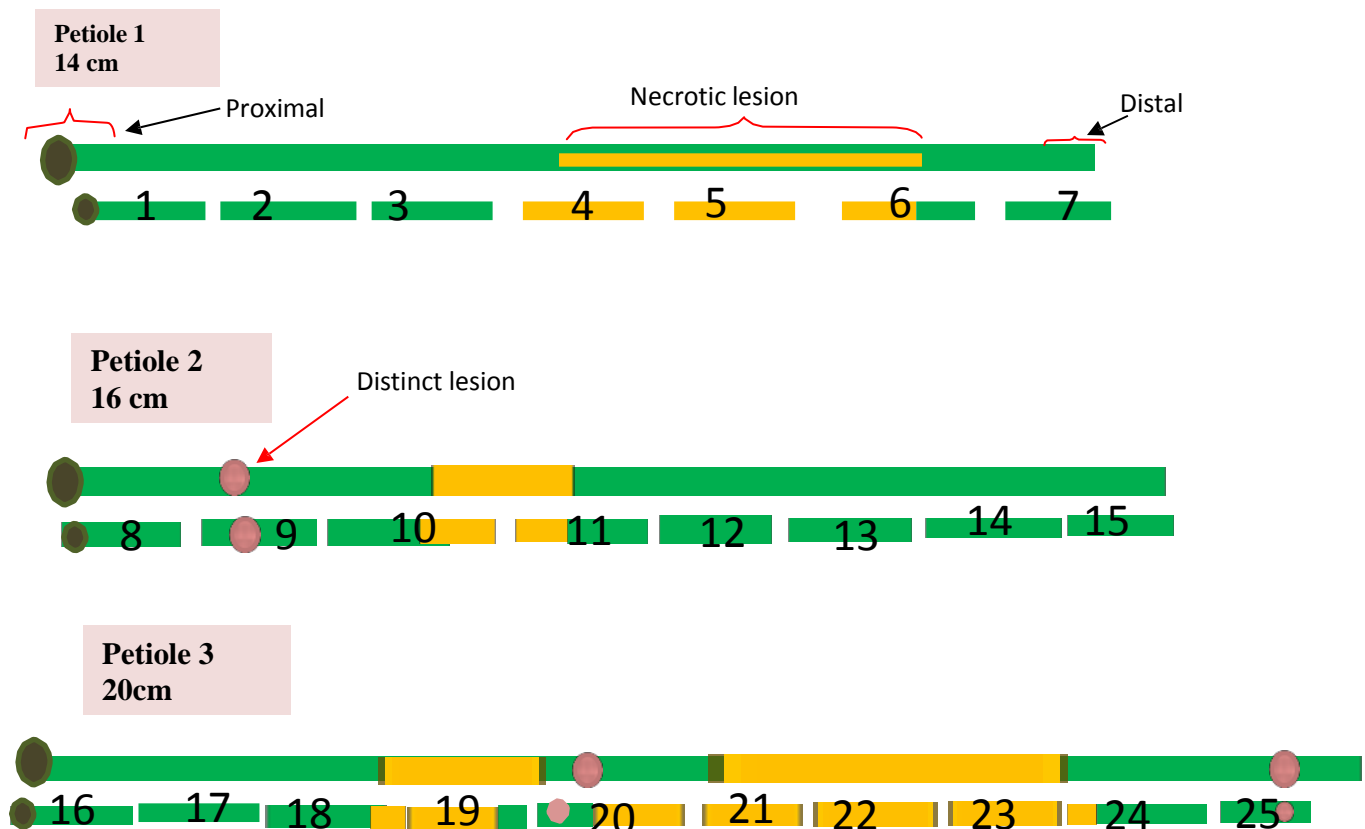 Petiole 1
14 cm
Proximal
Necrotic lesion
Distal
1 2 3 4 5 6 7
Petiole 2
16 cm
Distinct lesion
8 9 10 11 12 13 14 15
Petiole 3
20cm
16 17 18 19 20 21 22 23 24 25